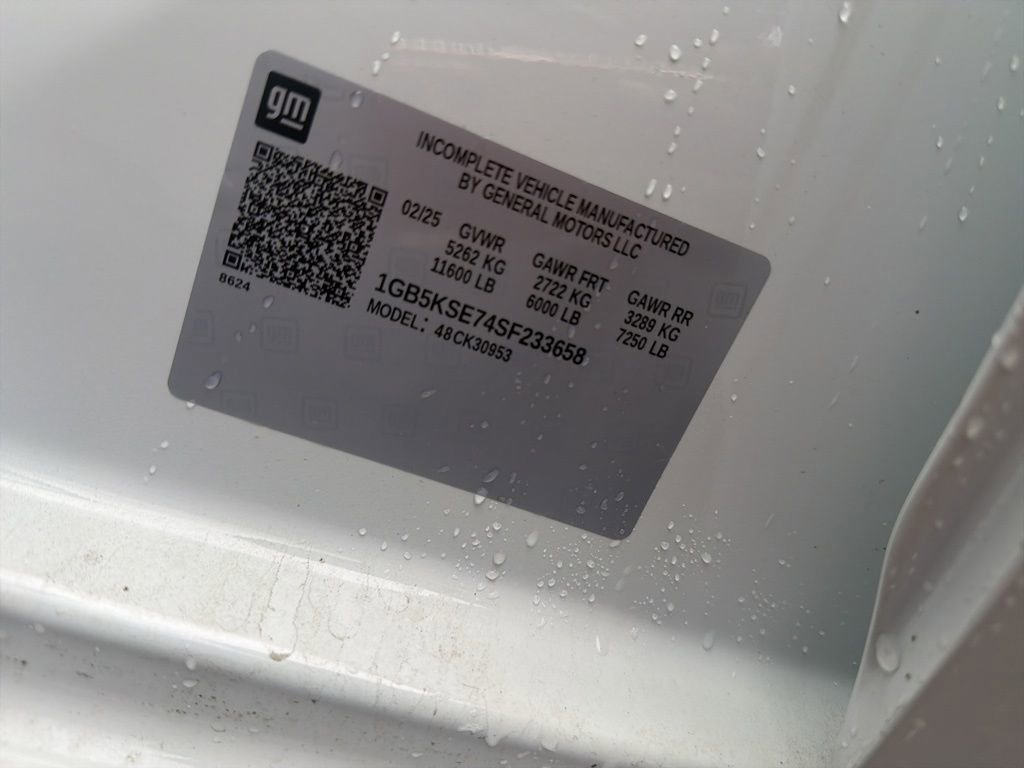 gm
INCOMPLETE VEHICLE MANUFACTURED
BY GENERAL MOTORS LLC
02/25
GVWR
5262 KG
11600 LB
GAWR FRT
2722 KG
6000 LB
GAWR RR
3289 KG
7250 LB
8624
1GB5KSE74SF233658
MODEL: 48CK30953